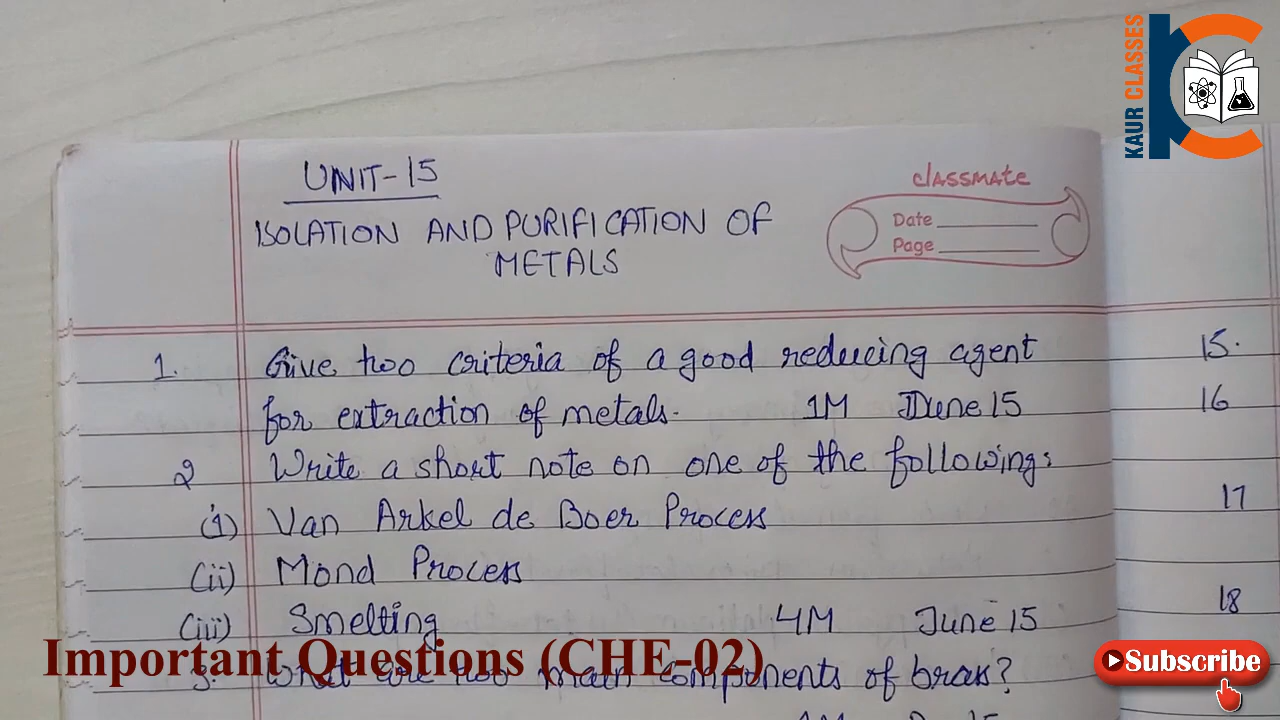 KAUR CLASSES
UNIT-15
ISOLATION AND PURIFICATION OF
METALS
classmate
Date
Page
1. Give two criteria of a good reducing agent
for extraction of metals. 1M June 15
2 Write a short note on one of the following:
(i) Van Arkel de Boer Process
(ii) Mond Process
(iii) Smelting 4M June 15
3. What are two main components of brass?
15.
16
17
18
Important Questions (CHE-02)
Subscribe